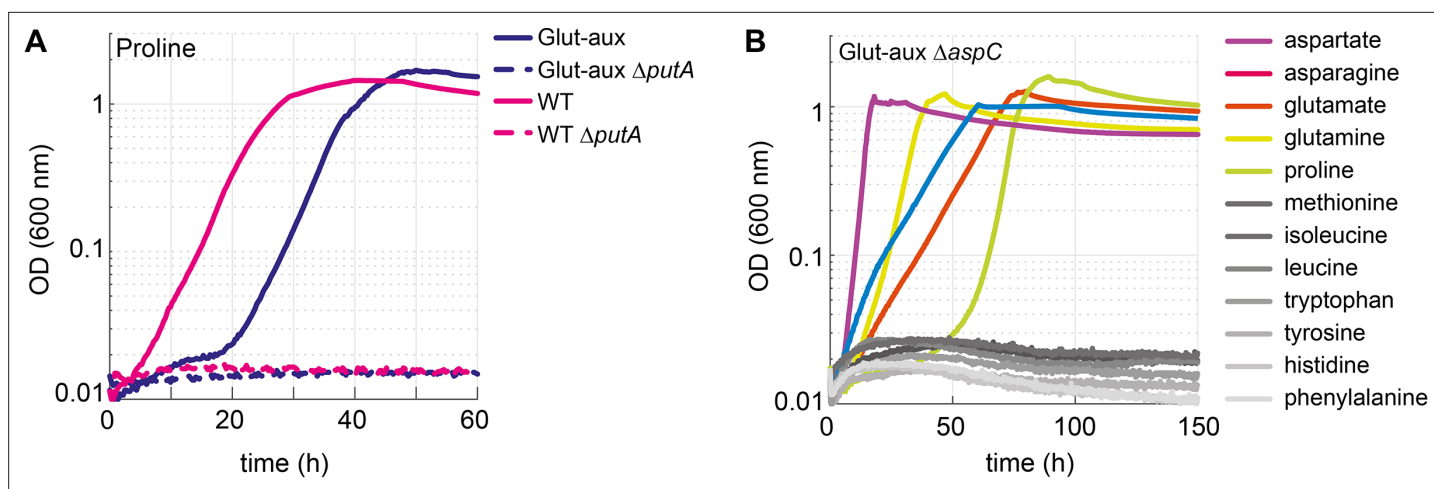 A
Proline
OD (600 nm)
1
0.1
0.01
0
20
40
60
time (h)
Glut-aux
Glut-aux ΔputA
WT
WT ΔputA
B
Glut-aux ΔaspC
OD (600 nm)
1
0.1
0.01
0
50
100
150
time (h)
aspartate
asparagine
glutamate
glutamine
proline
methionine
isoleucine
leucine
tryptophan
tyrosine
histidine
phenylalanine